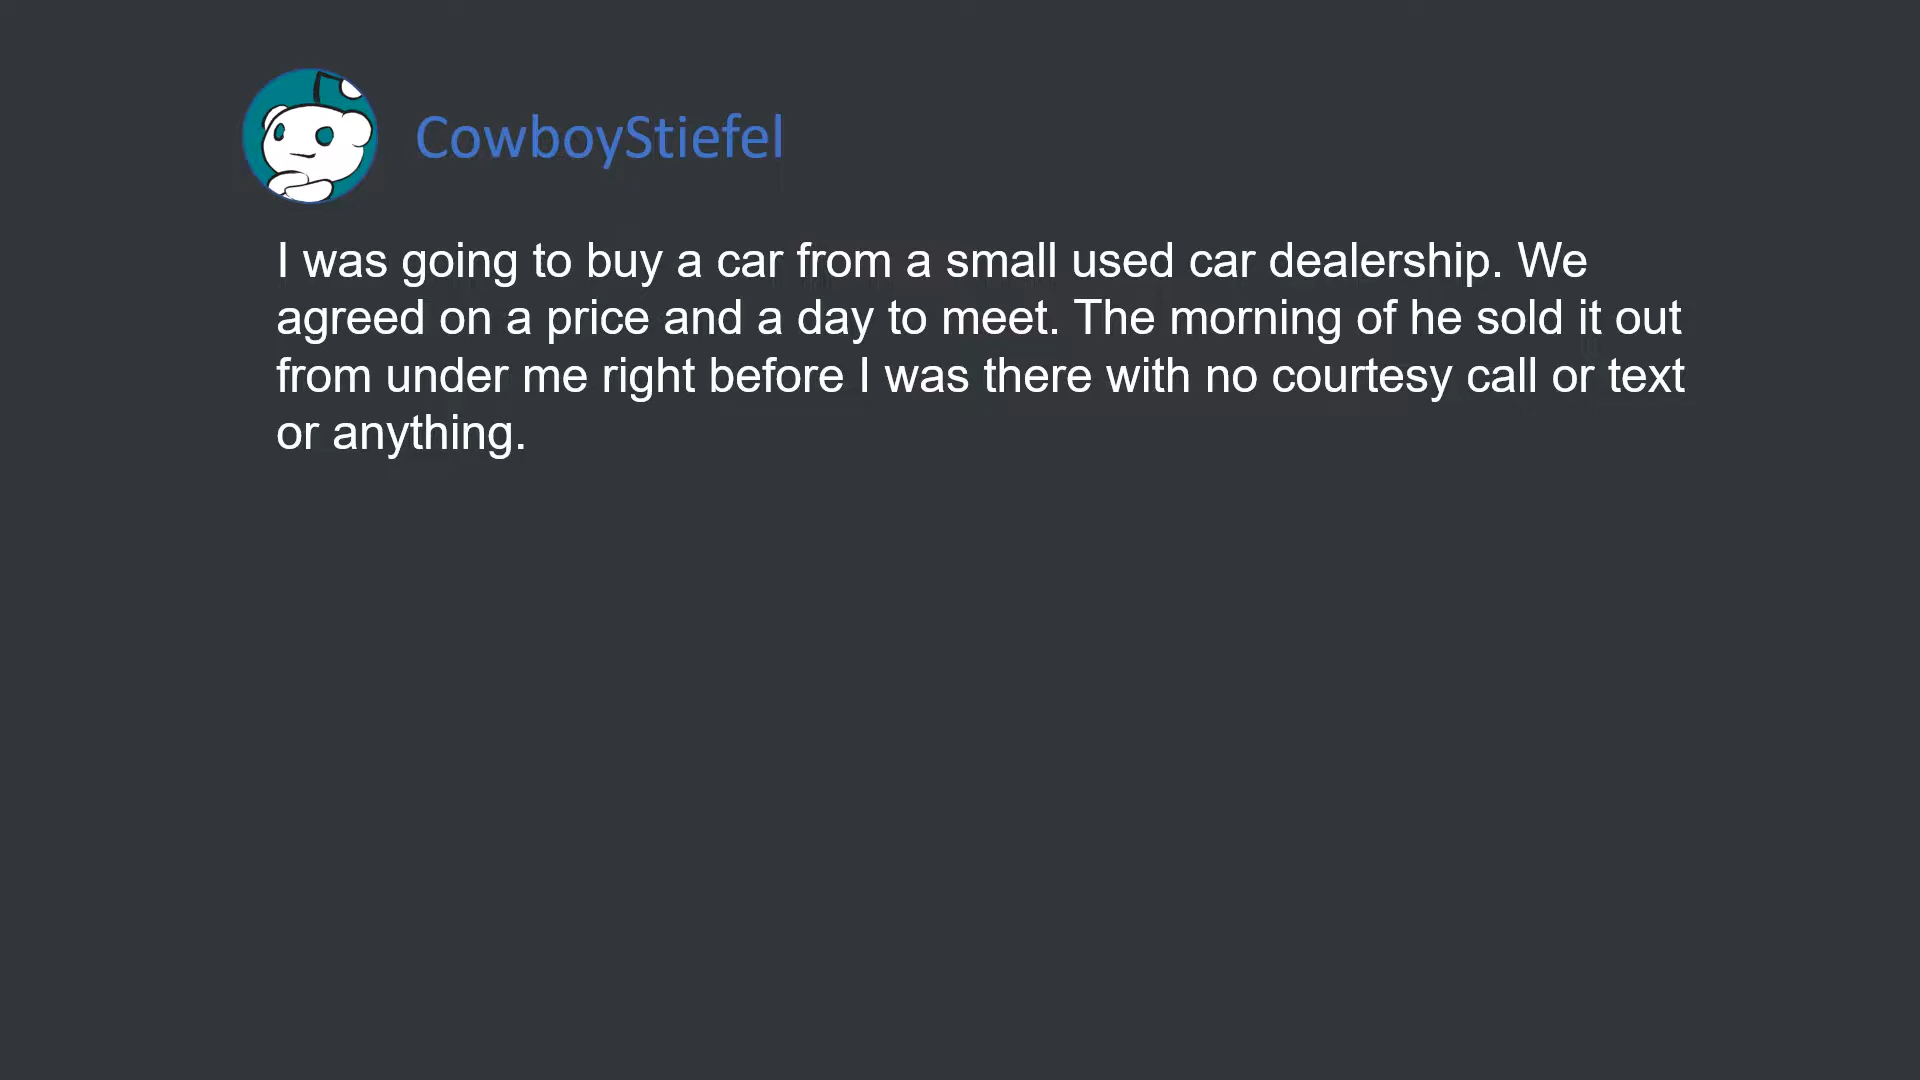 CowboyStiefel
I was going to buy a car from a small used car dealership. We
agreed on a price and a day to meet. The morning of he sold it out
from under me right before I was there with no courtesy call or text
or anything.